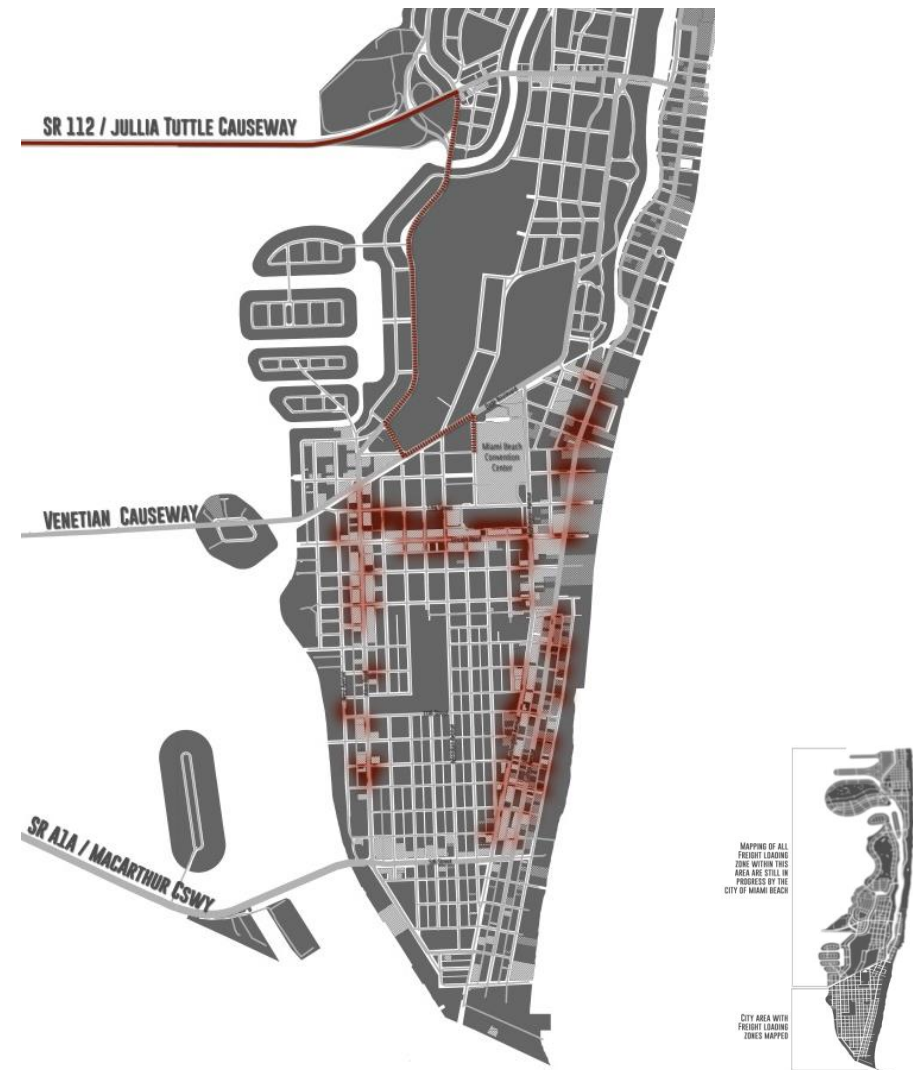 SR 112 / JULLIA TUTTLE CAUSEWAY
Miami Beach
Convention
Center
VENETIAN CAUSEWAY
SR A1A / MACARTHUR CSWY
MAPPING OF ALL
FREIGHT LOADING
ZONE WITHIN THIS
AREA ARE STILL IN
PROGRESS BY THE
CITY OF MIAMI BEACH
CITY AREA WITH
FREIGHT LOADING
ZONES MAPPED